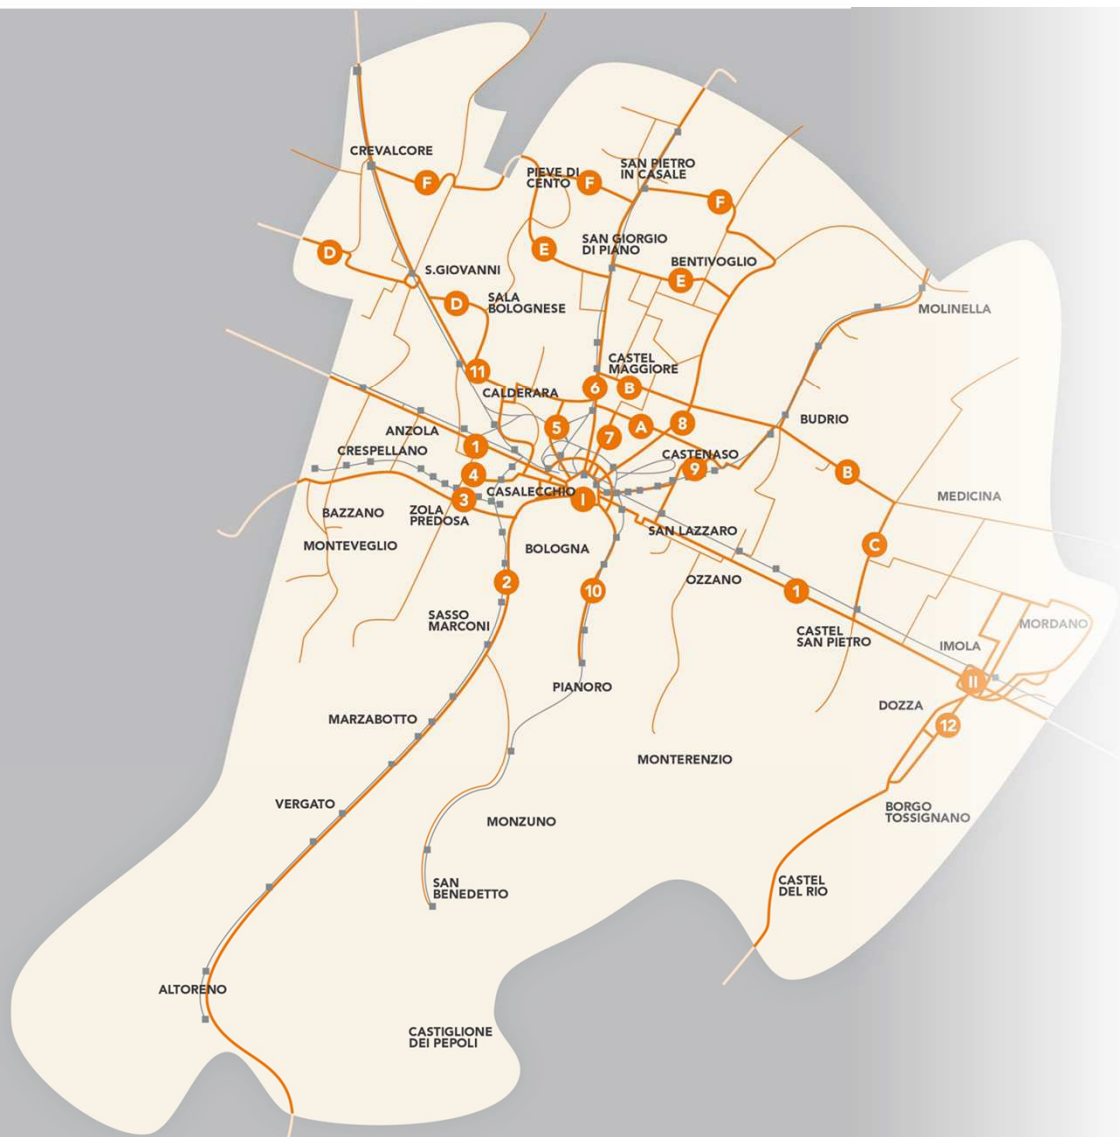 CREVALCORE
F
PIEVE DI
CENTO
F
SAN PIETRO
IN CASALE
F
D
E
SAN GIORGIO
DI PIANO
BENTIVOGLIO
E
S.GIOVANNI
D
SALA
BOLOGNESE
MOLINELLA
11
CALDERARA
CASTEL
MAGGIORE
6
B
5
7
A
8
BUDRIO
ANZOLA
1
CRESPELLANO
4
CASTENASO
9
B
3
CASALECCHIO
I
MEDICINA
BAZZANO
ZOLA
PREDOSA
SAN LAZZARO
MONTEVEGLIO
BOLOGNA
C
OZZANO
2
10
1
SASSO
MARCONI
CASTEL
SAN PIETRO
MORDANO
IMOLA
II
PIANORO
DOZZA
MARZABOTTO
12
MONTERENZIO
VERGATO
MONZUNO
BORGO
TOSSIGNANO
SAN
BENEDETTO
CASTEL
DEL RIO
ALTORENO
CASTIGLIONE
DEI PEPOLI